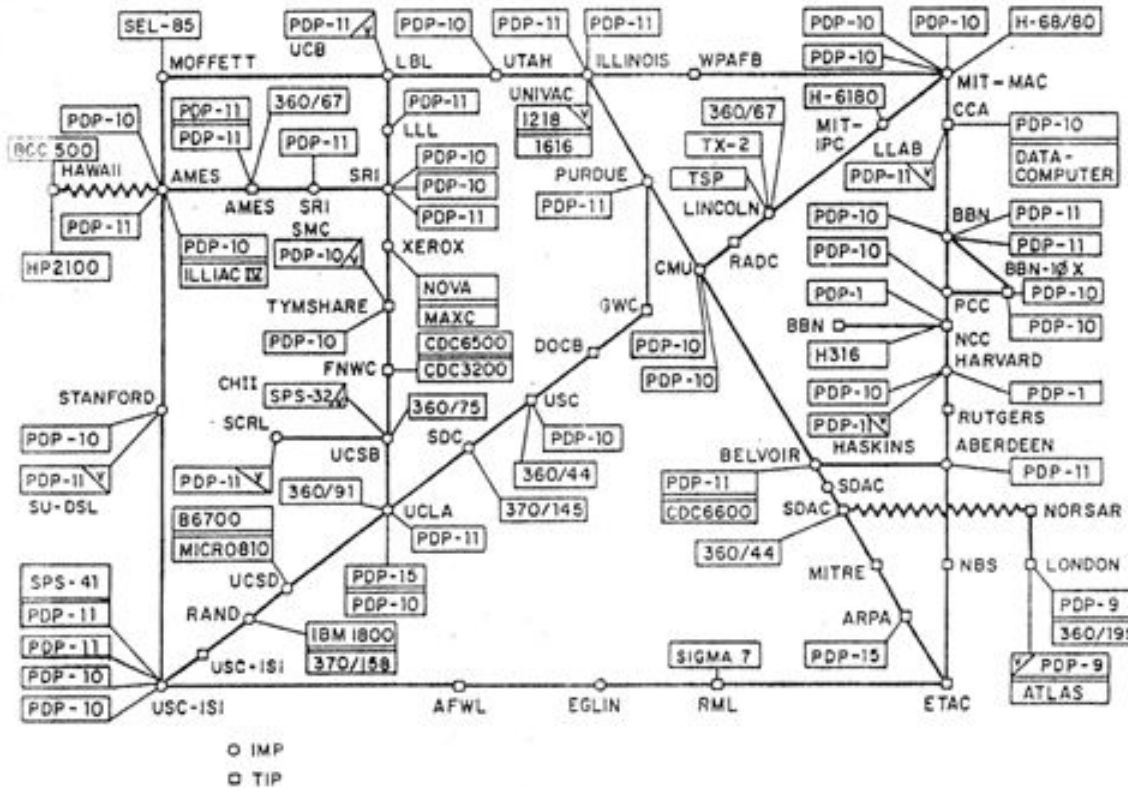 SEL-85
PDP-11
UCB
PDP-10
PDP-11
PDP-11
PDP-10
PDP-10
H-68/80
MOFFETT
LBL
UTAH
ILLINOIS
WPAFB
PDP-10
MIT-MAC
PDP-10
PDP-11
PDP-11
360/67
PDP-11
LLL
UNIVAC
1218
1616
360/67
H-6180
MIT-
IPC
CCA
PDP-10
DATA-
COMPUTER
BCC 500
HAWAII
AMES
AMES
PDP-11
SRI
SRI
PDP-10
PDP-10
PDP-11
PURDUE
PDP-11
TX-2
TSP
LINCOLN
LLAB
PDP-11
PDP-11
HP2100
PDP-10
ILLIAC IV
SMC
PDP-10
XEROX
NOVA
MAXC
CMU
RADC
PDP-10
BBN
PDP-11
PDP-11
BBN-10X
PDP-10
PDP-10
TYMSHARE
PDP-10
GWC
PDP-10
PCC
PDP-1
BBN
NCC
H316
FNWC
CDC6500
CDC3200
DOCB
PDP-10
PDP-10
HARVARD
PDP-10
PDP-11
PDP-1
CHII
SPS-32
STANFORD
PDP-10
PDP-11
SU-DSL
SCRL
PDP-11
UCSB
360/75
SDC
USC
PDP-10
360/44
370/145
RUTGERS
HASKINS
ABERDEEN
PDP-11
BELVOIR
PDP-11
CDC6600
SDAC
SDAC
360/44
NORSAR
360/91
UCLA
PDP-11
PDP-15
PDP-10
B6700
MICRO810
UCSD
RAND
IBM 1800
370/158
MITRE
NBS
LONDON
PDP-9
ARPA
PDP-15
PDP-9
ATLAS
SPS-41
PDP-11
PDP-11
PDP-10
PDP-10
USC-ISI
USC-ISI
AFWL
EGLIN
SIGMA 7
RML
ETAC
IMP
TIP